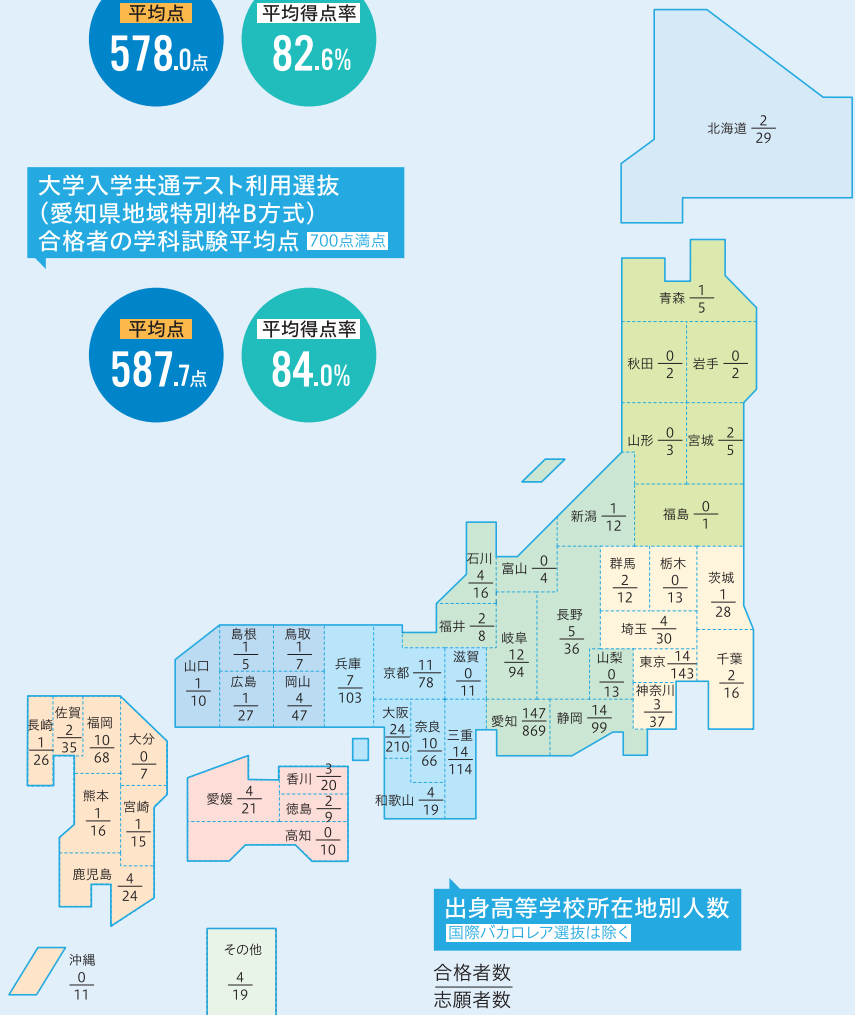 平均点
578.0点
平均得点率
82.6%
大学入学共通テスト利用選抜
（愛知県地域特別枠B方式）
合格者の学科試験平均点 700点満点
平均点
587.7点
平均得点率
84.0%
北海道 2/29
青森 1/5
秋田 0/2
岩手 0/2
山形 0/3
宮城 2/5
福島 0/1
新潟 1/12
石川 4/16
富山 0/4
福井 2/8
岐阜 12/94
長野 5/36
群馬 2/12
栃木 0/13
茨城 1/28
埼玉 4/30
山梨 0/13
東京 14/143
千葉 2/16
神奈川 3/37
愛知 147/869
静岡 14/99
島根 1/5
鳥取 1/7
山口 1/10
広島 1/27
岡山 4/47
兵庫 7/103
京都 11/78
滋賀 0/11
大阪 24/210
奈良 10/66
三重 14/114
和歌山 4/19
長崎 1/26
佐賀 2/35
福岡 10/68
大分 0/7
熊本 1/16
宮崎 1/15
鹿児島 4/24
愛媛 4/21
香川 3/20
徳島 2/9
高知 0/10
沖縄 0/11
その他 4/19
出身高等学校所在地別人数
国際バカロレア選抜は除く
合格者数
志願者数